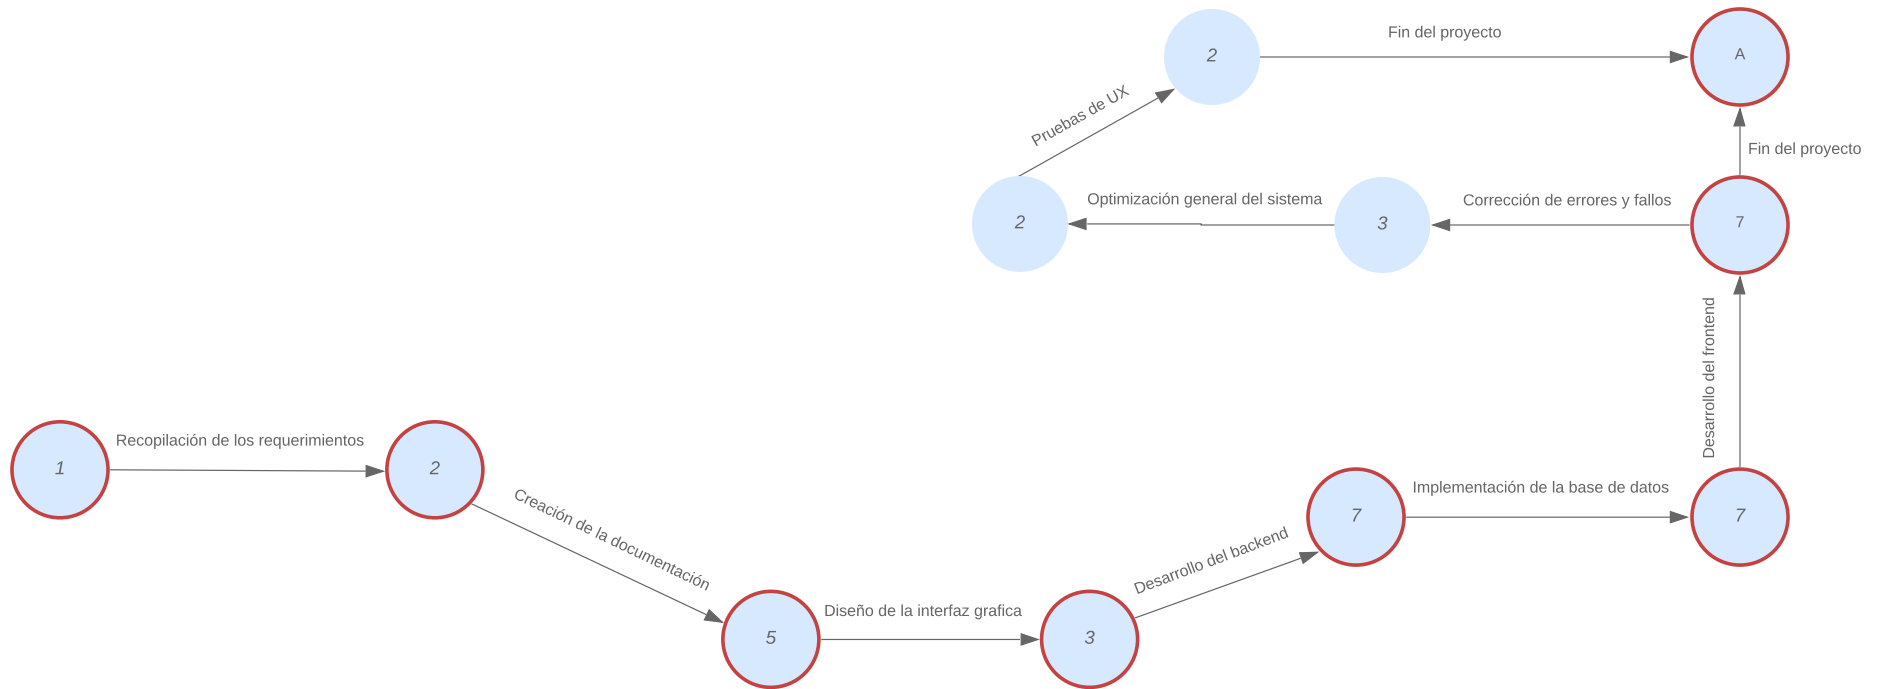 2
Fin del proyecto
A
Pruebas de UX
Fin del proyecto
2
Optimización general del sistema
3
Corrección de errores y fallos
7
Desarrollo del frontend
1
Recopilación de los requerimientos
2
Creación de la documentación
5
Diseño de la interfaz grafica
3
Desarrollo del backend
7
Implementación de la base de datos
7